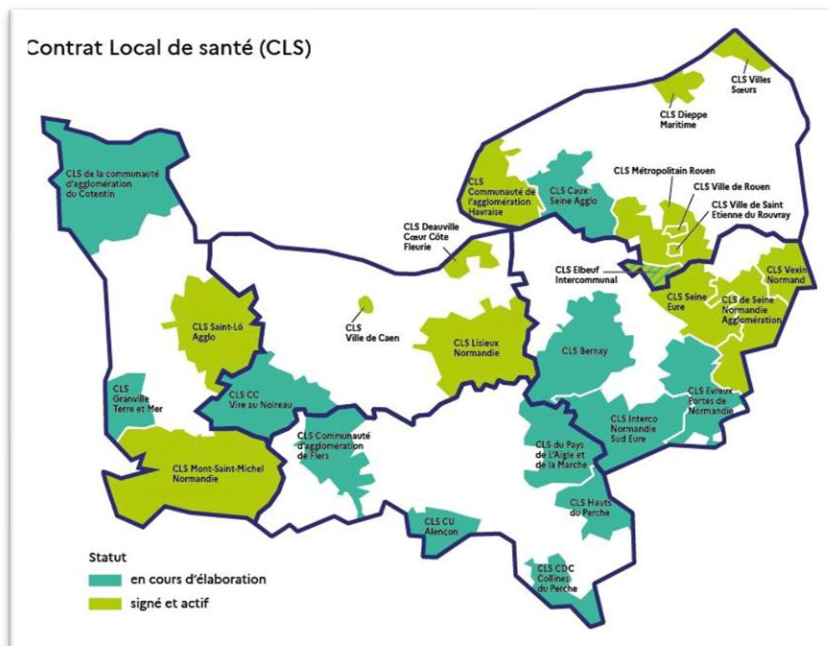 Contrat Local de santé (CLS)
CLS Villes
Sœurs
CLS Dieppe
Maritime
CLS de la communauté
d'agglomération
du Cotentin
CLS
Communauté de
l'agglomération
Havraise
CLS Caux
Seine Agglo
CLS Métropolitain Rouen
CLS Ville de Rouen
CLS Ville de Saint
Etienne du Rouvray
CLS Deauville
Cœur Côte
Fleurie
CLS Elbeuf
Intercommunal
CLS Vexin
Normand
CLS Seine
Eure
CLS de Seine
Normandie
Agglomération
CLS Saint-Lô
Agglo
CLS
Ville de Caen
CLS Lisieux
Normandie
CLS Bernay
CLS
Granville
Terre et Mer
CLS CC
Vire au Noireau
CLS Evreux
Portes de
Normandie
CLS Communauté
d'agglomération
de Flers
CLS Interco
Normandie
Sud Eure
CLS du Pays
de L'Aigle et
de la Marche
CLS Mont-Saint-Michel
Normandie
CLS Hauts
du Perche
CLS CU
Alençon
CLS CDC
Collines
du Perche
Statut
en cours d'élaboration
signé et actif